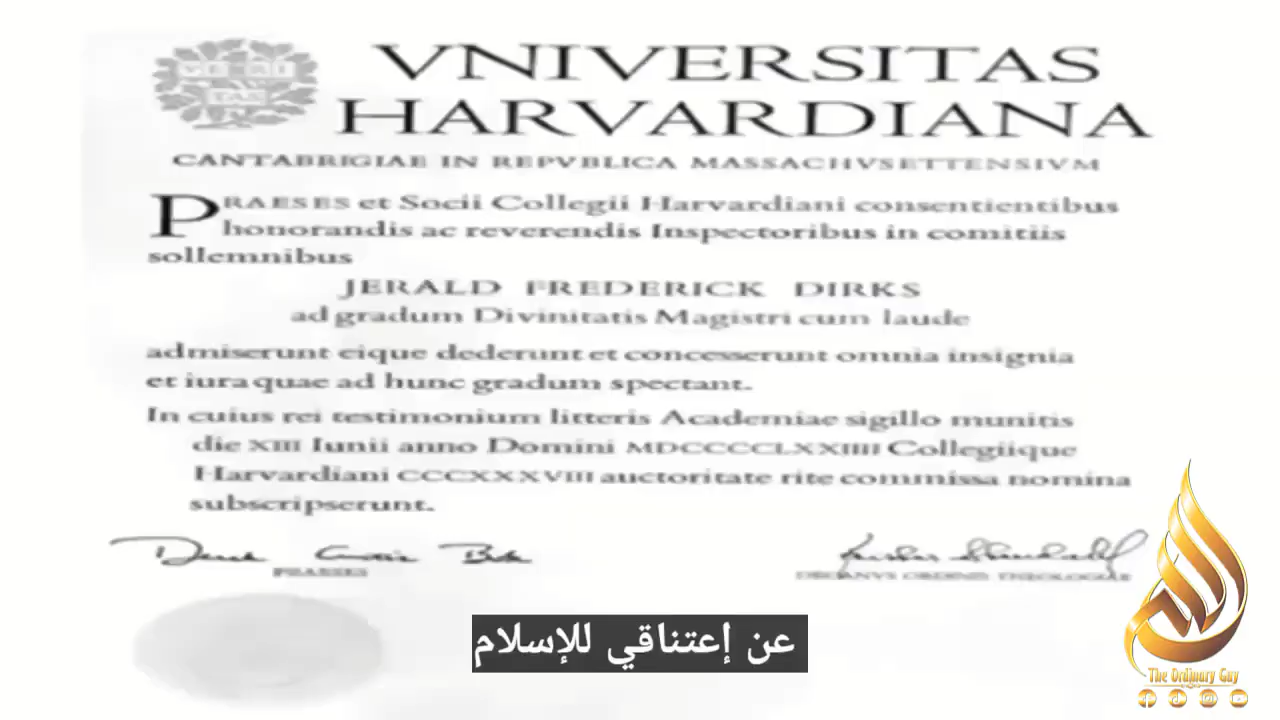 VNIVERSITAS
HARVARDIANA
CANTABRIGIAE IN REPVBLICA MASSACHVSETTENSIVM
PRAESES et Socii Collegii Harvardiani consentientibus
honorandis ac reverendis Inspectoribus in comitiis
sollemnibus
JERALD FREDERICK DIRKS
ad gradum Divinitatis Magistri cum laude
admiserunt eique dederunt et concesserunt omnia insignia
et iura quae ad hunc gradum spectant.
In cuius rei testimonium litteris Academiae sigillo munitis
die XIII Iunii anno Domini MDCCCCLXXIIII Collegiique
Harvardiani CCCXXXVIII auctoritate rite commissa nomina
subscripserunt.
PRAESES
DECANVS ORDINIS THEOLOGIAE
عن إعتناقي للإسلام
The Ordinary Guy